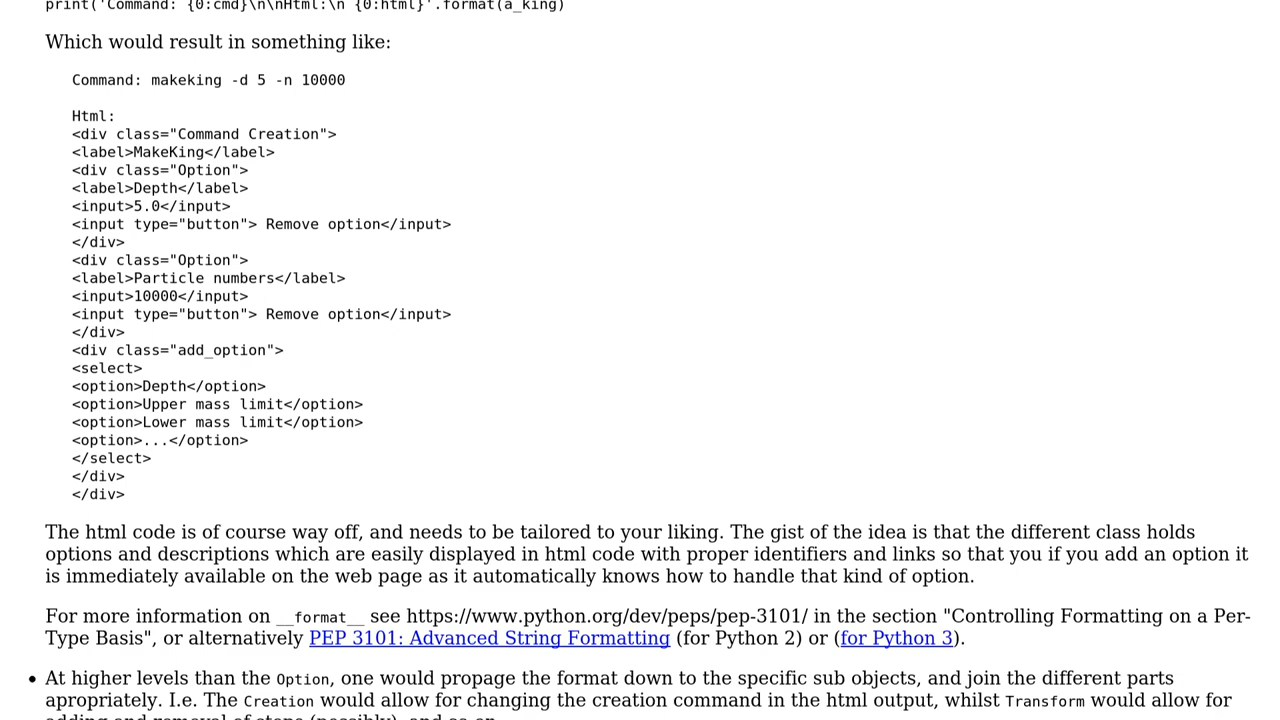 print('Command: {0:cmd}\n\nHtml:\n {0:html}'.format(a_king)
Which would result in something like:
Command: makeking -d 5 -n 10000
Html:
<div class="Command Creation">
<label>MakeKing</label>
<div class="Option">
<label>Depth</label>
<input>5.0</input>
<input type="button"> Remove option</input>
</div>
<div class="Option">
<label>Particle numbers</label>
<input>10000</input>
<input type="button"> Remove option</input>
</div>
<div class="add_option">
<select>
<option>Depth</option>
<option>Upper mass limit</option>
<option>Lower mass limit</option>
<option>...</option>
</select>
</div>
</div>
The html code is of course way off, and needs to be tailored to your liking. The gist of the idea is that the different class holds
options and descriptions which are easily displayed in html code with proper identifiers and links so that you if you add an option it
is immediately available on the web page as it automatically knows how to handle that kind of option.
For more information on __format__ see https://www.python.org/dev/peps/pep-3101/ in the section "Controlling Formatting on a Per-
Type Basis", or alternatively PEP 3101: Advanced String Formatting (for Python 2) or (for Python 3).
• At higher levels than the Option, one would propage the format down to the specific sub objects, and join the different parts
apropriately. I.e. The Creation would allow for changing the creation command in the html output, whilst Transform would allow for
adding and removal of steps (possibly), and so on.